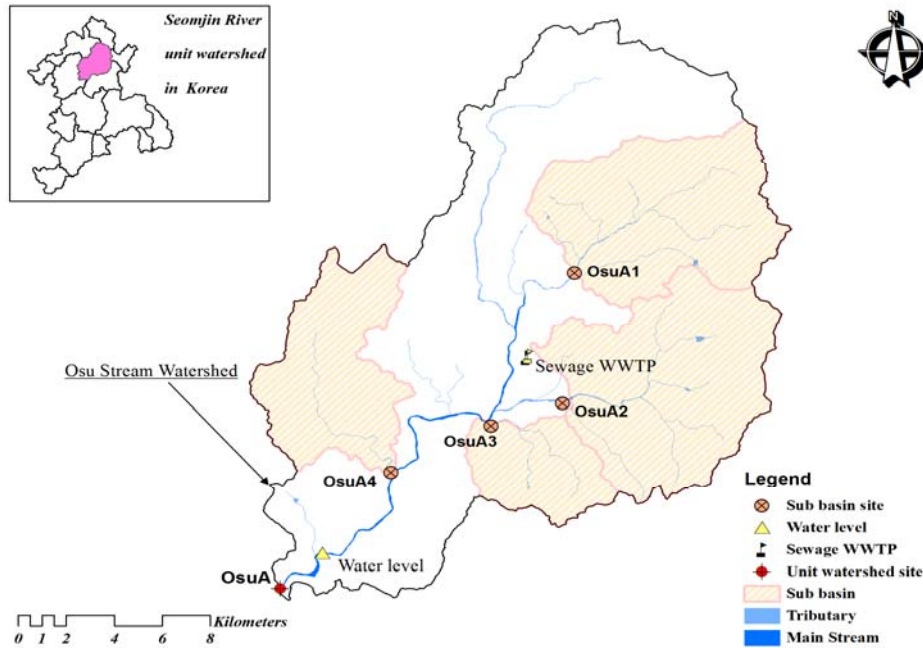 Seomjin River
unit watershed
in Korea
OsuA1
Sewage WWTP
Osu Stream Watershed
OsuA2
OsuA3
OsuA4
Water level
OsuA
Kilometers
0 1 2 4 6 8
Legend
Sub basin site
Water level
Sewage WWTP
Unit watershed site
Sub basin
Tributary
Main Stream